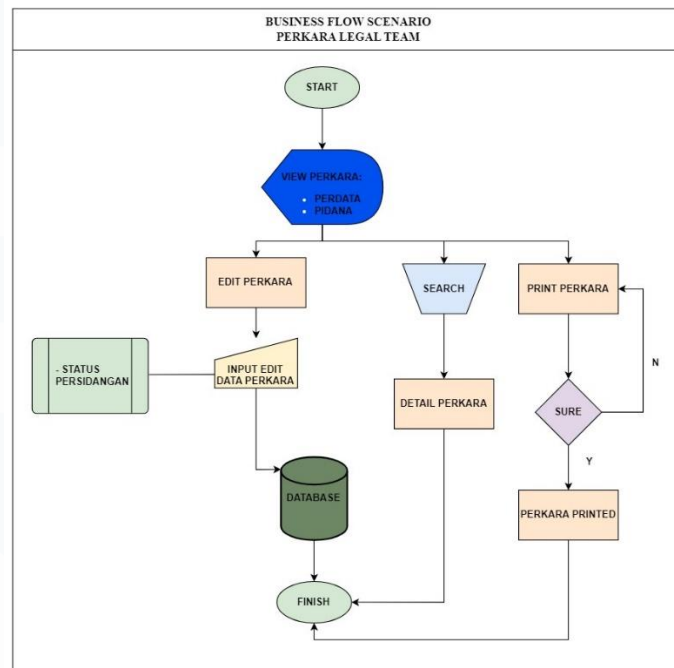 BUSINESS FLOW SCENARIO
PERKARA LEGAL TEAM
START
VIEW PERKARA:
• PERDATA
• PIDANA
EDIT PERKARA
SEARCH
PRINT PERKARA
- STATUS
PERSIDANGAN
INPUT EDIT
DATA PERKARA
DETAIL PERKARA
N
SURE
Y
DATABASE
PERKARA PRINTED
FINISH